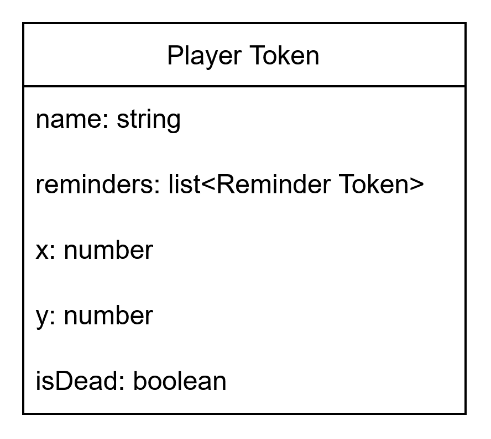 Player Token
name: string
reminders: list<Reminder Token>
x: number
y: number
isDead: boolean